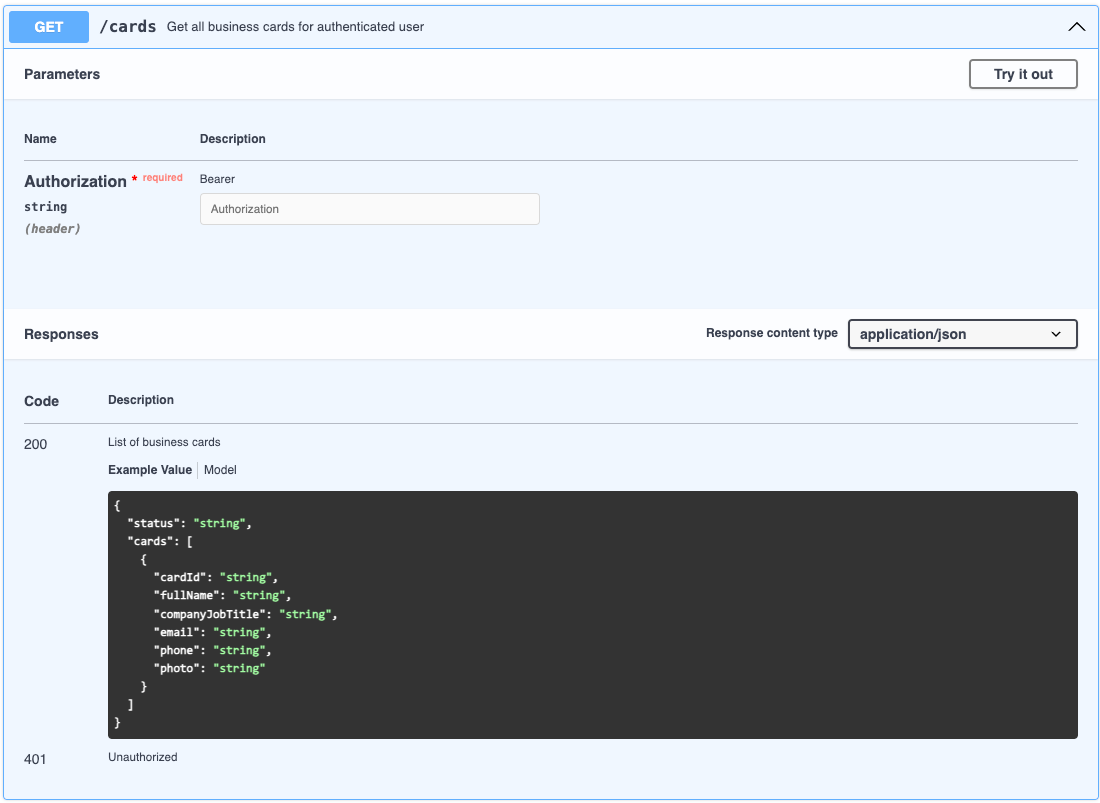 GET /cards Get all business cards for authenticated user
Parameters
Try it out
Name Description
Authorization * required
string
(header)
Bearer
Authorization
Responses
Response content type
application/json
Code Description
200 List of business cards
Example Value Model
{
  "status": "string",
  "cards": [
    {
      "cardId": "string",
      "fullName": "string",
      "companyJobTitle": "string",
      "email": "string",
      "phone": "string",
      "photo": "string"
    }
  ]
}
401 Unauthorized